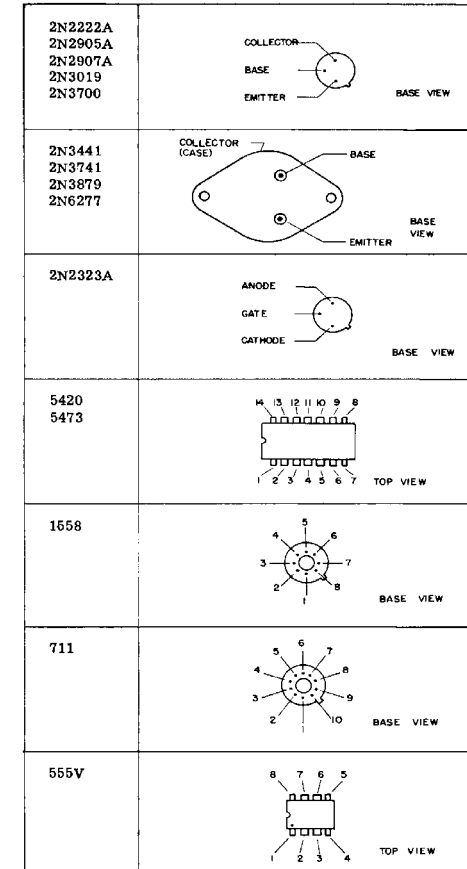 2N2222A
2N2905A
2N2907A
2N3019
2N3700
COLLECTOR
BASE
EMITTER
BASE VIEW
2N3441
2N3741
2N3879
2N6277
COLLECTOR
(CASE)
BASE
EMITTER
BASE
VIEW
2N2323A
ANODE
GATE
CATHODE
BASE VIEW
5420
5473
14 13 12 11 10 9 8
1 2 3 4 5 6 7
TOP VIEW
1558
5
4 6
3 7
2 8
1
BASE VIEW
711
6
5 7
4 8
3 9
2 10
1
BASE VIEW
555V
8 7 6 5
1 2 3 4
TOP VIEW